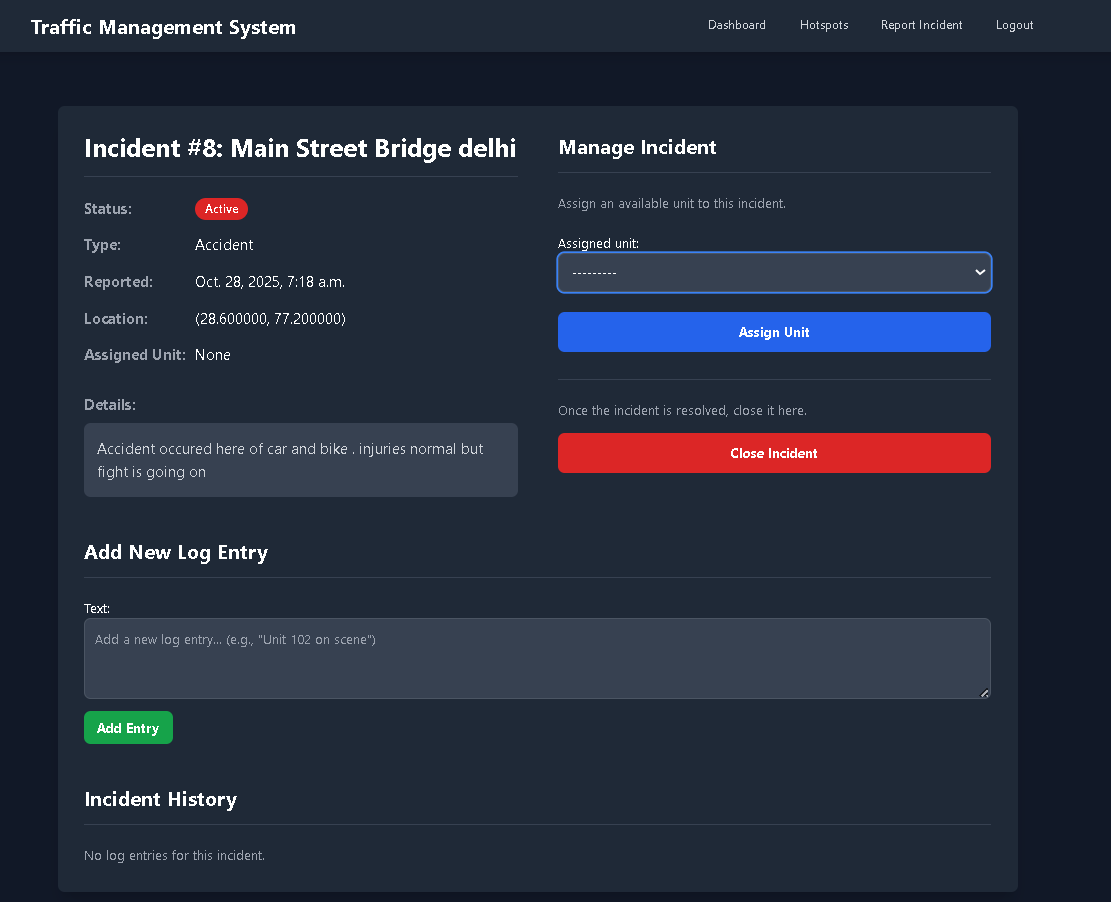 Traffic Management System
Dashboard
Hotspots
Report Incident
Logout
Incident #8: Main Street Bridge delhi
Status: Active
Type: Accident
Reported: Oct. 28, 2025, 7:18 a.m.
Location: (28.600000, 77.200000)
Assigned Unit: None
Details:
Accident occured here of car and bike . injuries normal but
fight is going on
Manage Incident
Assign an available unit to this incident.
Assigned unit:
---------
Assign Unit
Once the incident is resolved, close it here.
Close Incident
Add New Log Entry
Text:
Add a new log entry... (e.g., "Unit 102 on scene")
Add Entry
Incident History
No log entries for this incident.